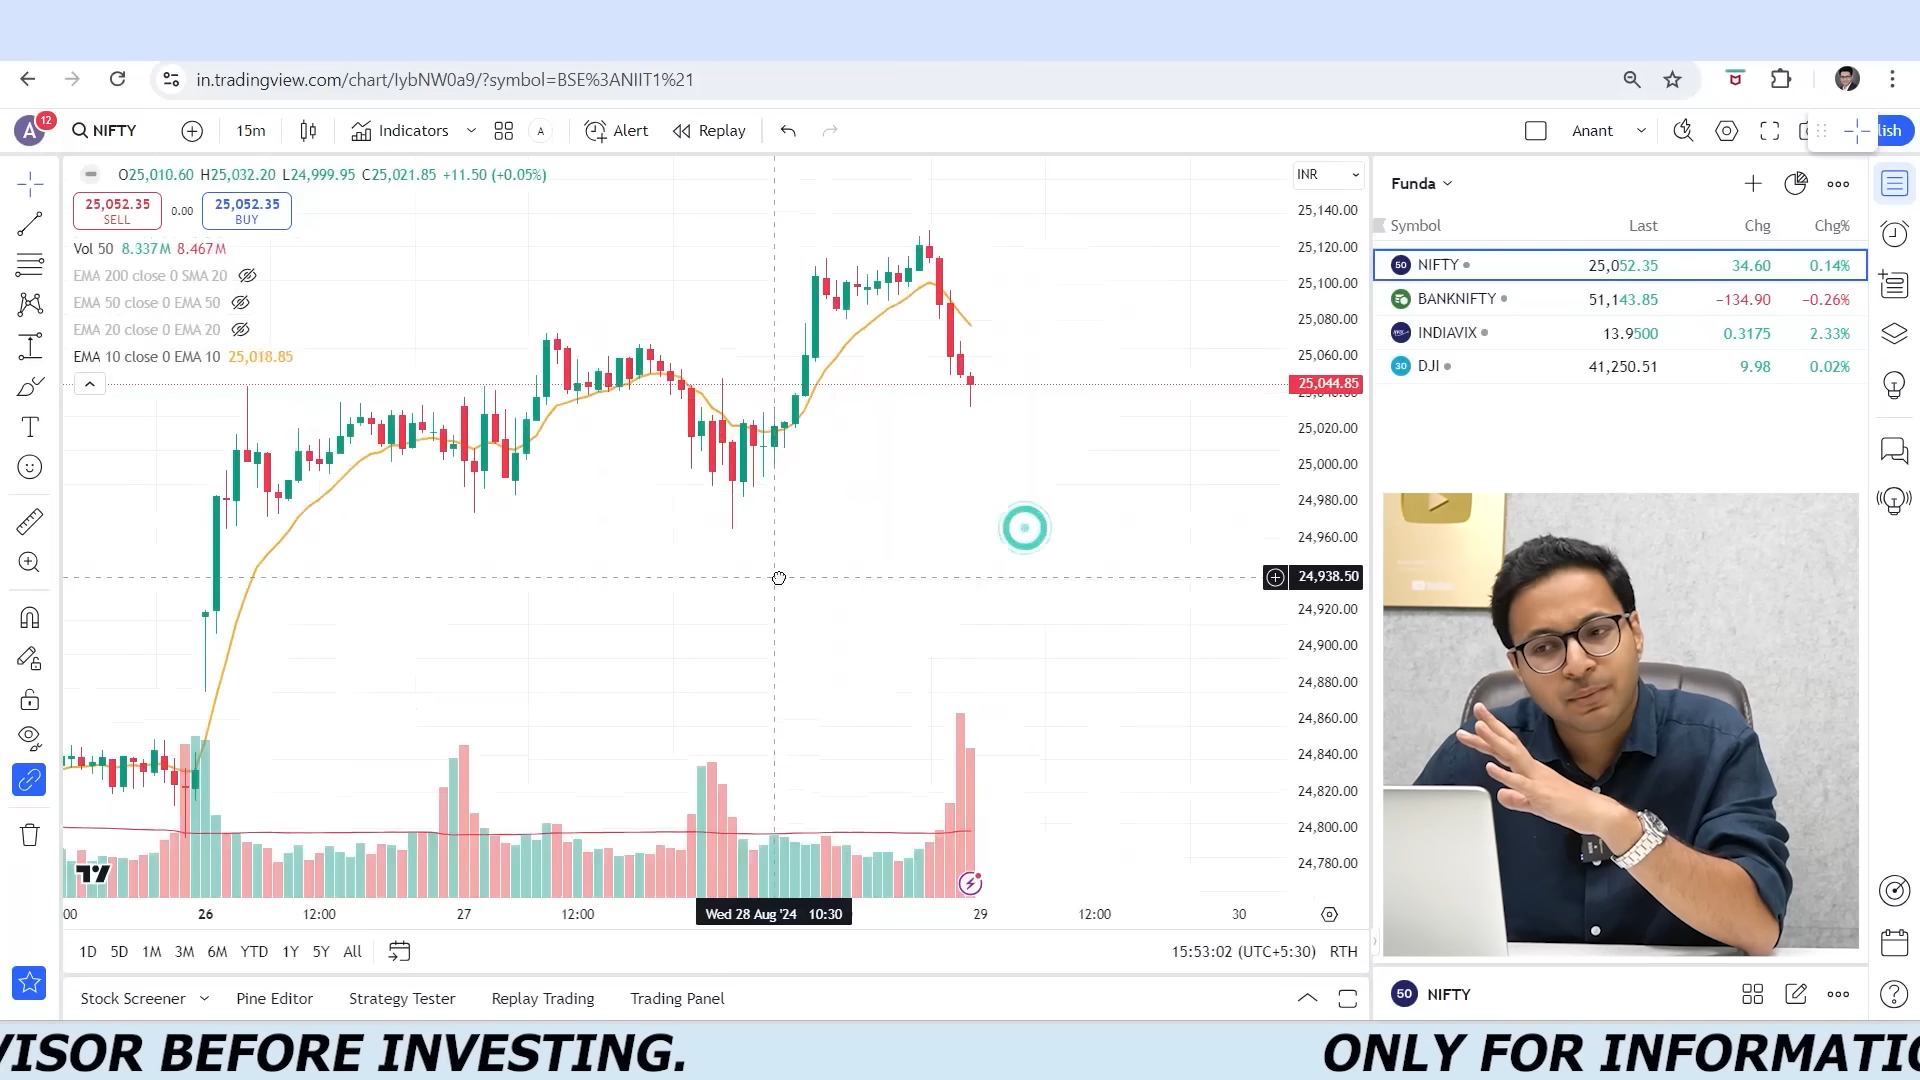 in.tradingview.com/chart/IybNW0a9/?symbol=BSE%3ANIIT1%21
A 12 NIFTY 15m Indicators A Alert Replay Anant lish
O25,010.60 H25,032.20 L24,999.95 C25,021.85 +11.50 (+0.05%)
INR
25,052.35 SELL 0.00 25,052.35 BUY
Vol 50 8.337M 8.467M
EMA 200 close 0 SMA 20
EMA 50 close 0 EMA 50
EMA 20 close 0 EMA 20
EMA 10 close 0 EMA 10 25,018.85
25,140.00
25,120.00
25,100.00
25,080.00
25,060.00
25,044.85
25,020.00
25,000.00
24,980.00
24,960.00
24,938.50
24,920.00
24,900.00
24,880.00
24,860.00
24,840.00
24,820.00
24,800.00
24,780.00
00 26 12:00 27 12:00 Wed 28 Aug '24 10:30 29 12:00 30
1D 5D 1M 3M 6M YTD 1Y 5Y All 15:53:02 (UTC+5:30) RTH
Stock Screener Pine Editor Strategy Tester Replay Trading Trading Panel
Funda
Symbol Last Chg Chg%
50 NIFTY 25,052.35 34.60 0.14%
BANKNIFTY 51,143.85 −134.90 −0.26%
INDIAVIX 13.9500 0.3175 2.33%
30 DJI 41,250.51 9.98 0.02%
50 NIFTY
VISOR BEFORE INVESTING. ONLY FOR INFORMATIO